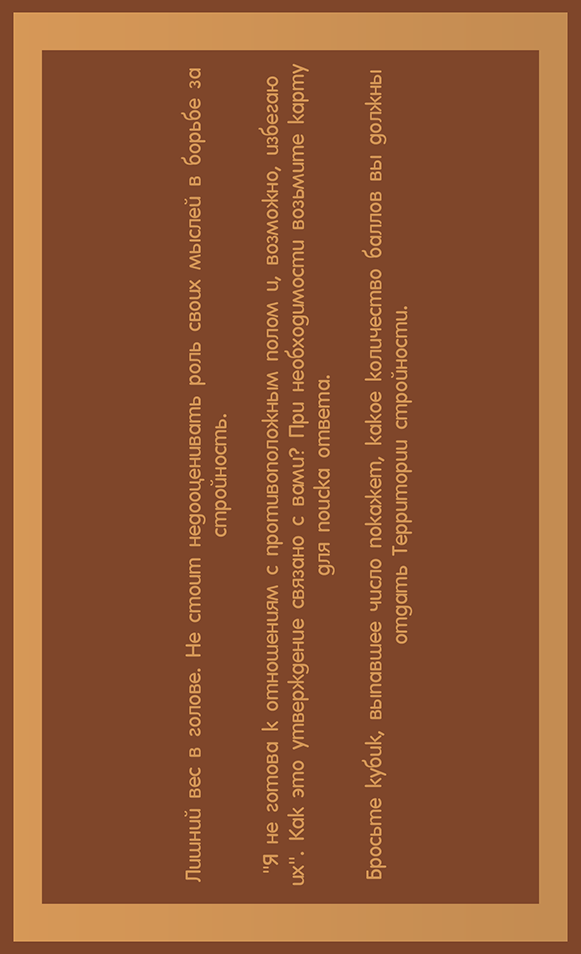 Лишний вес в голове. Не стоит недооценивать роль своих мыслей в борьбе за
стройность.
"Я не готова к отношениям с противоположным полом и, возможно, избегаю
их". Как это утверждение связано с вами? При необходимости возьмите карту
для поиска ответа.
Бросьте кубик, выпавшее число покажет, какое количество баллов вы должны
отдать Территории стройности.